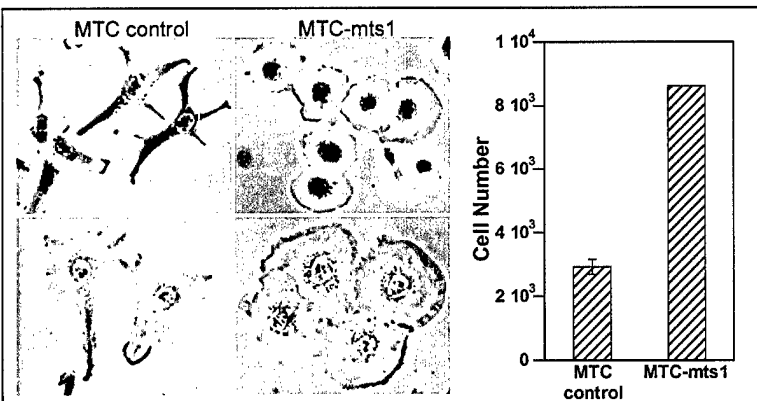 MTC control
MTC-mts1
Cell Number
1 10⁴
8 10³
6 10³
4 10³
2 10³
0
MTC
control
MTC-mts1